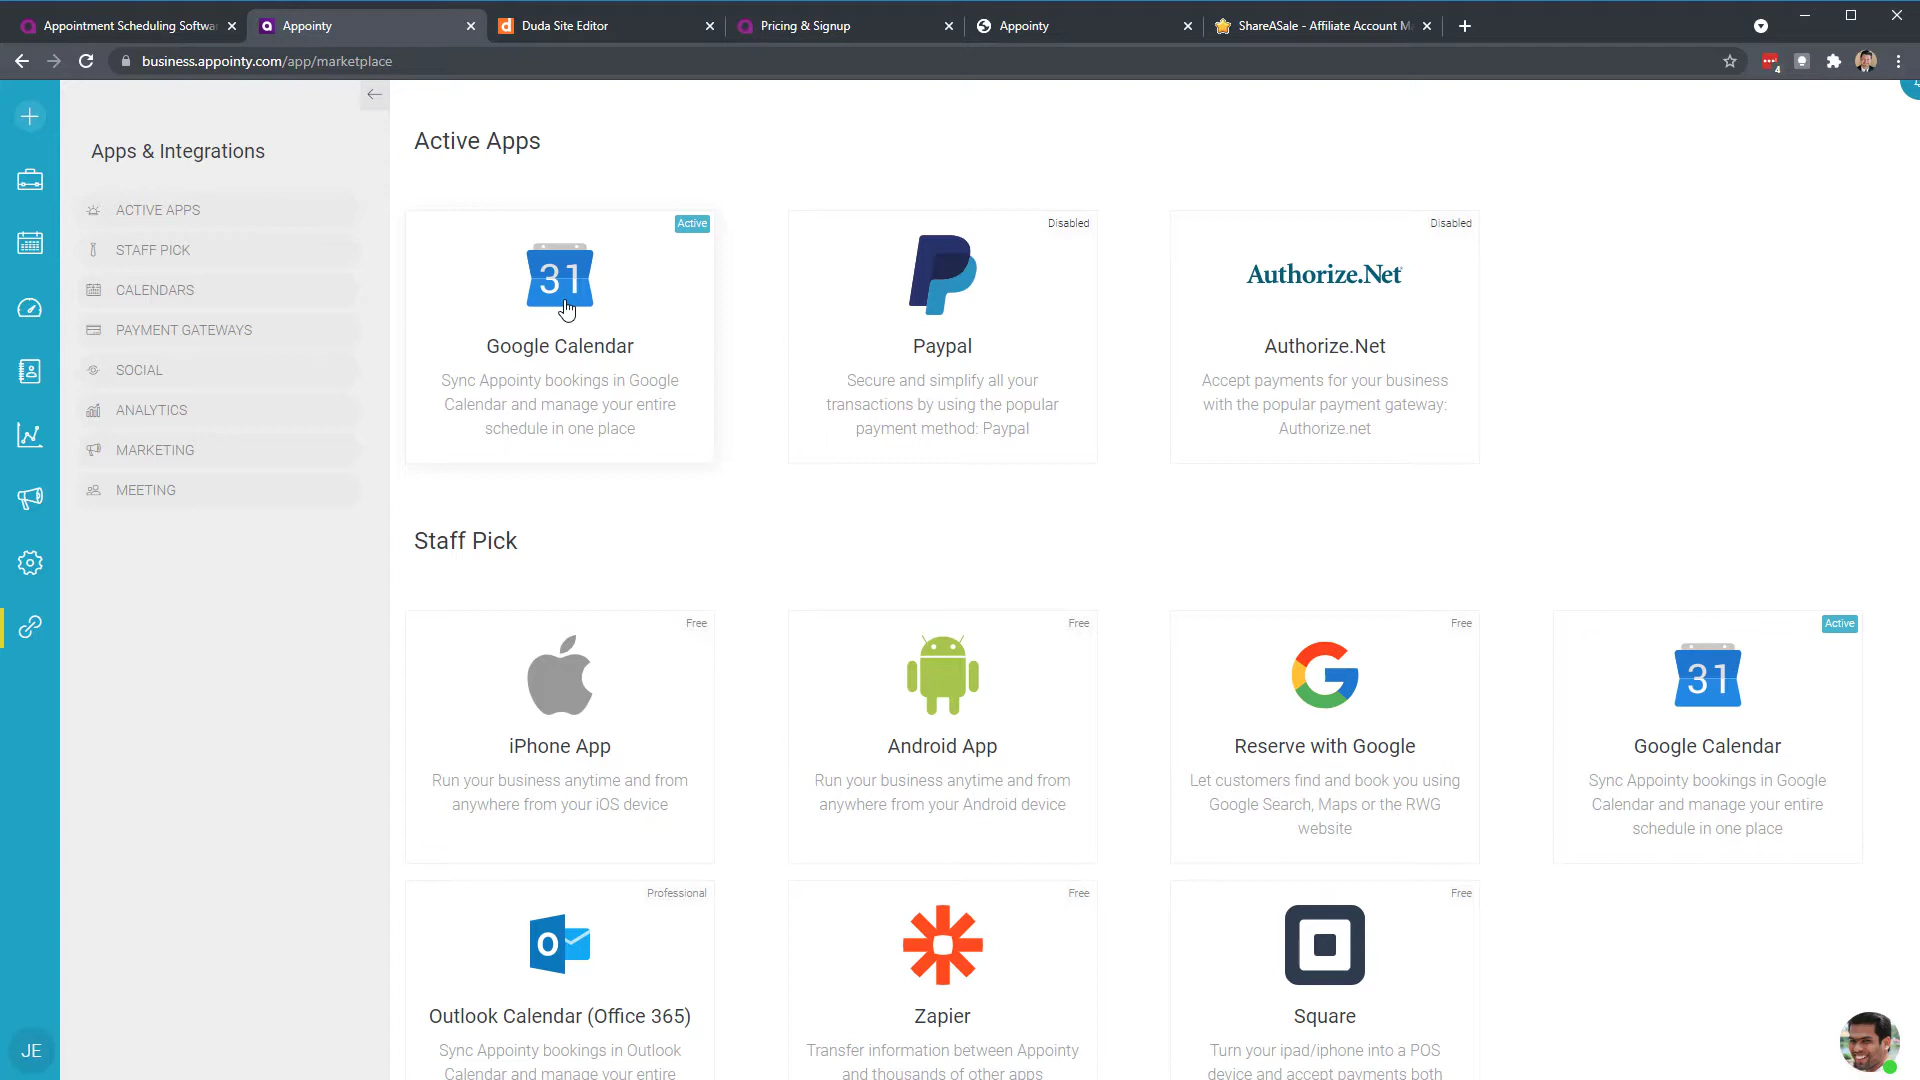 Appointment Scheduling Softwa
Appointy
Duda Site Editor
Pricing & Signup
Appointy
ShareASale - Affiliate Account M
business.appointy.com/app/marketplace
4
Apps & Integrations
ACTIVE APPS
STAFF PICK
CALENDARS
PAYMENT GATEWAYS
SOCIAL
ANALYTICS
MARKETING
MEETING
JE
Active Apps
Active
31
Google Calendar
Sync Appointy bookings in Google
Calendar and manage your entire
schedule in one place
Disabled
Paypal
Secure and simplify all your
transactions by using the popular
payment method: Paypal
Disabled
Authorize.Net
Authorize.Net
Accept payments for your business
with the popular payment gateway:
Authorize.net
Staff Pick
Free
iPhone App
Run your business anytime and from
anywhere from your iOS device
Free
Android App
Run your business anytime and from
anywhere from your Android device
Free
G
Reserve with Google
Let customers find and book you using
Google Search, Maps or the RWG
website
Active
31
Google Calendar
Sync Appointy bookings in Google
Calendar and manage your entire
schedule in one place
Professional
O
Outlook Calendar (Office 365)
Sync Appointy bookings in Outlook
Calendar and manage your entire
Free
Zapier
Transfer information between Appointy
and thousands of other apps
Free
Square
Turn your ipad/iphone into a POS
device and accept payments both